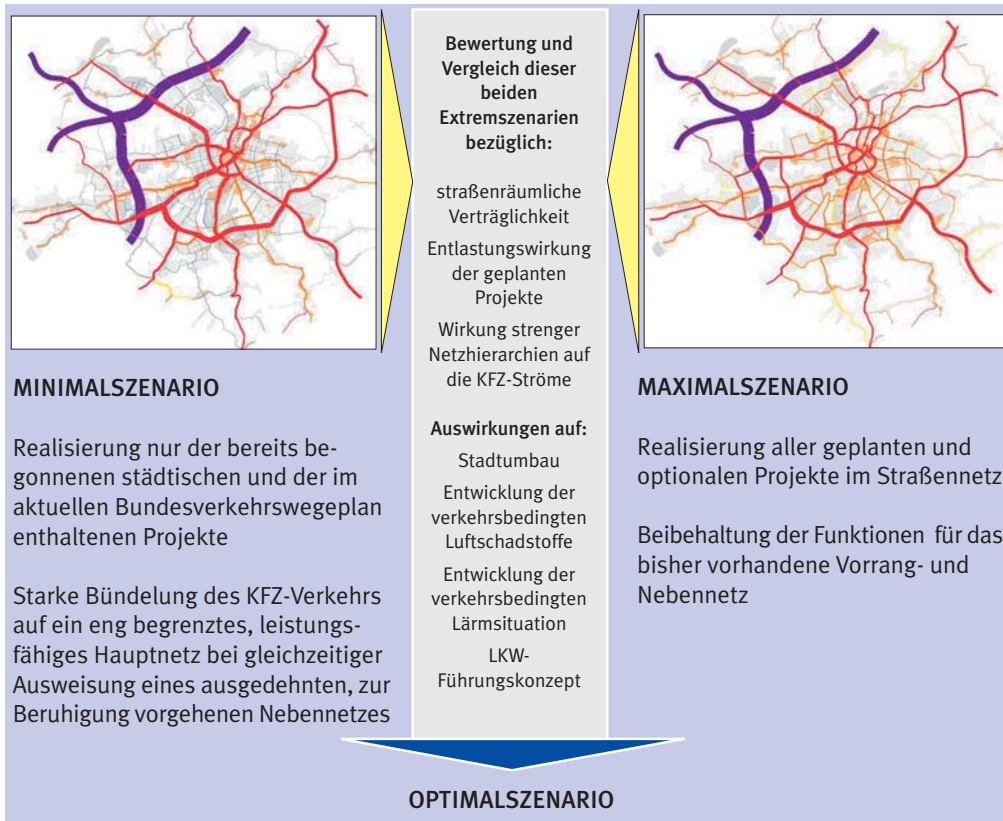 MINIMALSZENARIO
Realisierung nur der bereits be-
gonnenen städtischen und der im
aktuellen Bundesverkehrswegeplan
enthaltenen Projekte
Starke Bündelung des KFZ-Verkehrs
auf ein eng begrenztes, leistungs-
fähiges Hauptnetz bei gleichzeitiger
Ausweisung eines ausgedehnten, zur
Beruhigung vorgehenen Nebennetzes
Bewertung und
Vergleich dieser
beiden
Extremszenarien
bezüglich:
straßenräumliche
Verträglichkeit
Entlastungswirkung
der geplanten
Projekte
Wirkung strenger
Netzhierarchien auf
die KFZ-Ströme
Auswirkungen auf:
Stadtumbau
Entwicklung der
verkehrsbedingten
Luftschadstoffe
Entwicklung der
verkehrsbedingten
Lärmsituation
LKW-
Führungskonzept
MAXIMALSZENARIO
Realisierung aller geplanten und
optionalen Projekte im Straßennetz
Beibehaltung der Funktionen für das
bisher vorhandene Vorrang- und
Nebennetz
OPTIMALSZENARIO